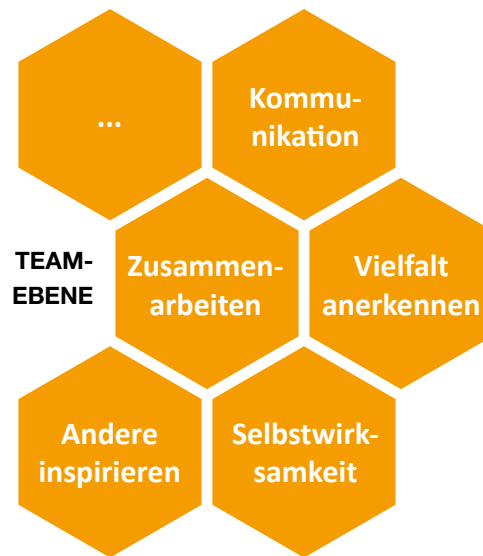 ...
Kommu-
nikation
TEAM-
EBENE
Zusammen-
arbeiten
Vielfalt
anerkennen
Andere
inspirieren
Selbstwirk-
samkeit